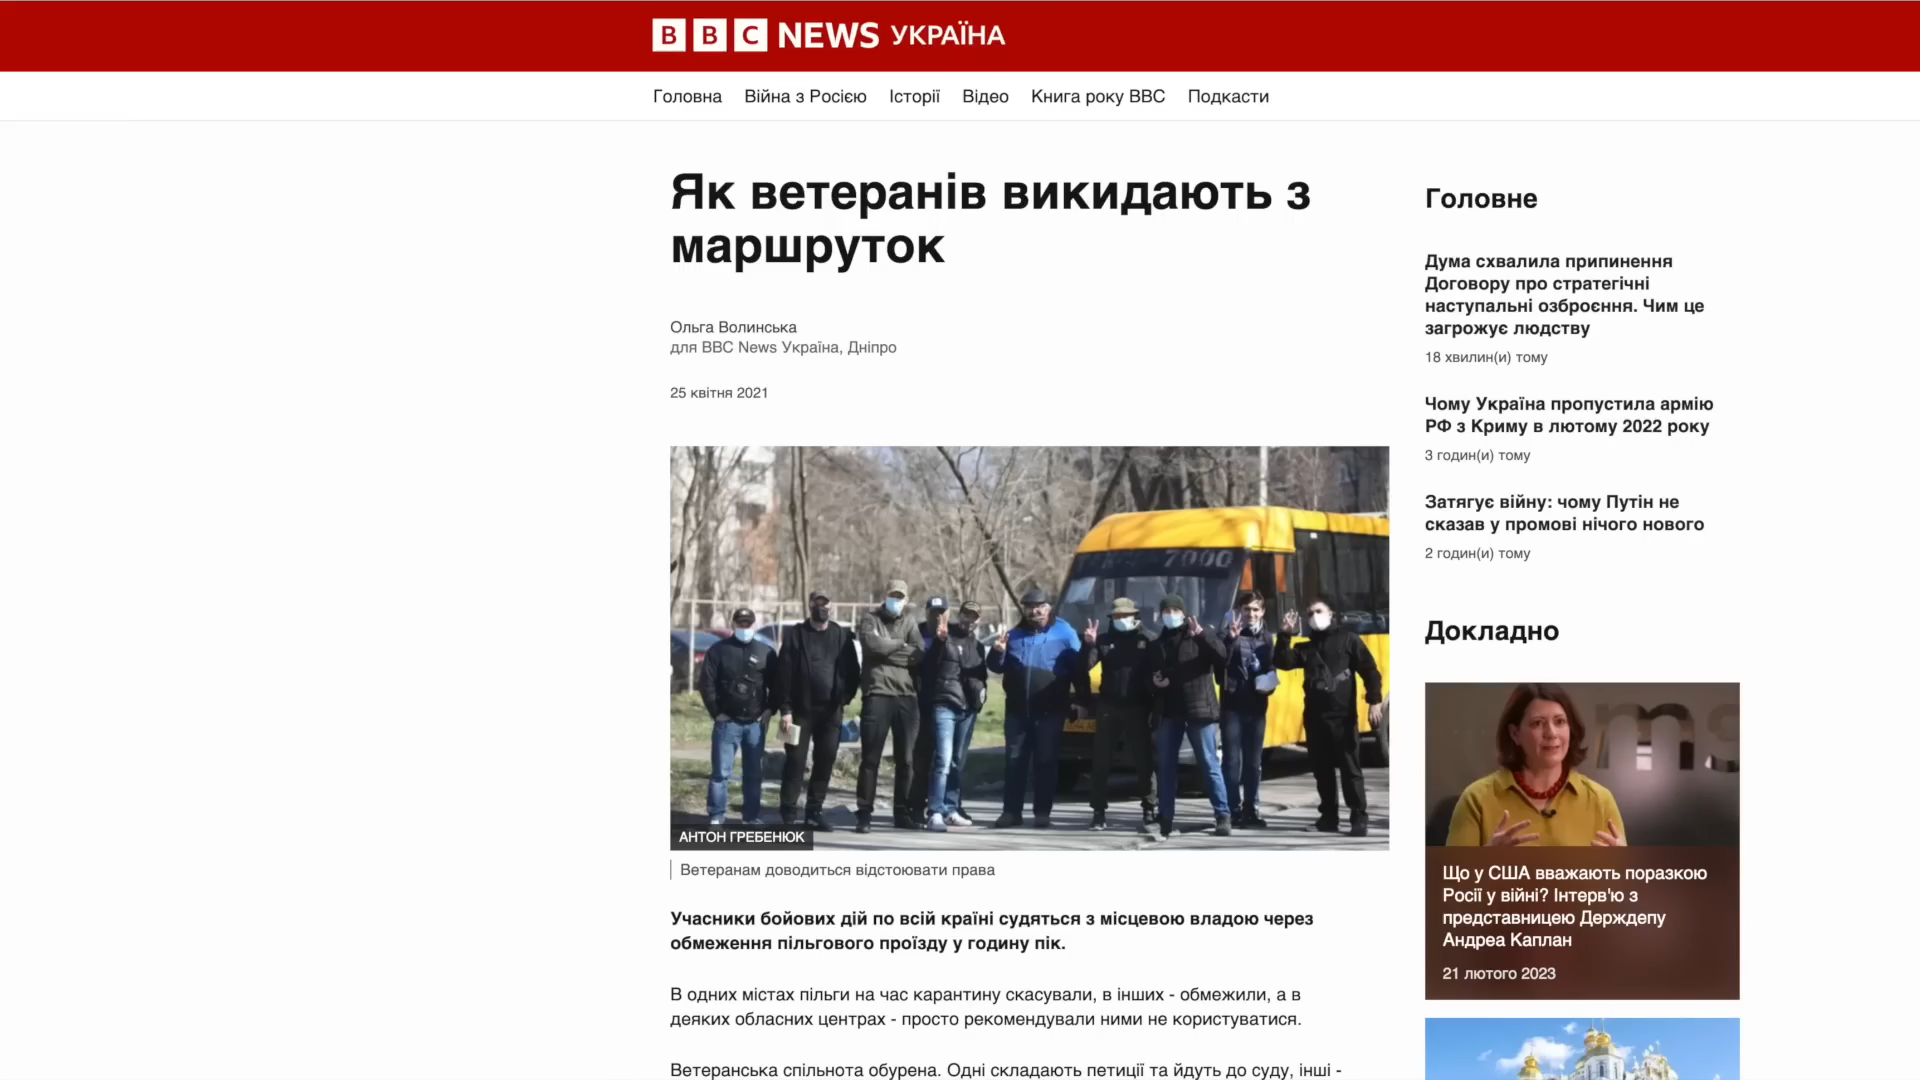 BBC NEWS УКРАЇНА
Головна Війна з Росією Історії Відео Книга року BBC Подкасти
Як ветеранів викидають з
маршруток
Ольга Волинська
для BBC News Україна, Дніпро
25 квітня 2021
7000
АНТОН ГРЕБЕНЮК
Ветеранам доводиться відстоювати права
Учасники бойових дій по всій країні судяться з місцевою владою через
обмеження пільгового проїзду у годину пік.
В одних містах пільги на час карантину скасували, в інших - обмежили, а в
деяких обласних центрах - просто рекомендували ними не користуватися.
Ветеранська спільнота обурена. Одні складають петиції та йдуть до суду, інші -
Головне
Дума схвалила припинення
Договору про стратегічні
наступальні озброєння. Чим це
загрожує людству
18 хвилин(и) тому
Чому Україна пропустила армію
РФ з Криму в лютому 2022 року
3 годин(и) тому
Затягує війну: чому Путін не
сказав у промові нічого нового
2 годин(и) тому
Докладно
Що у США вважають поразкою
Росії у війні? Інтерв'ю з
представницею Держдепу
Андреа Каплан
21 лютого 2023